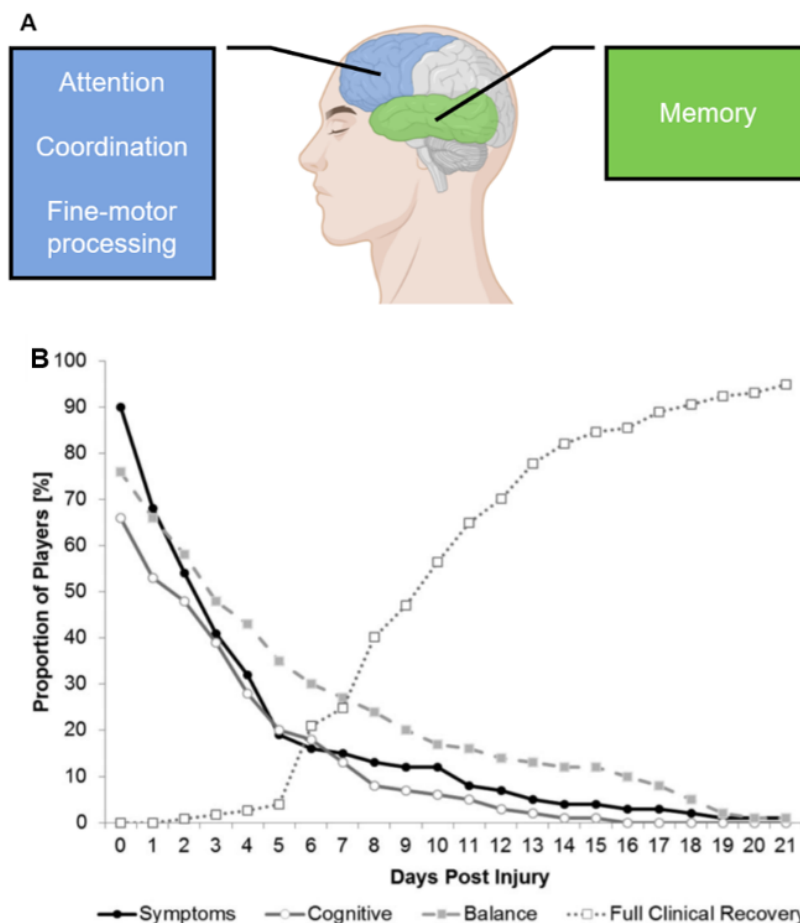 A
Attention
Coordination
Fine-motor
processing
Memory
B
Proportion of Players [%]
100
90
80
70
60
50
40
30
20
10
0
0 1 2 3 4 5 6 7 8 9 10 11 12 13 14 15 16 17 18 19 20 21
Days Post Injury
Symptoms Cognitive Balance Full Clinical Recovery